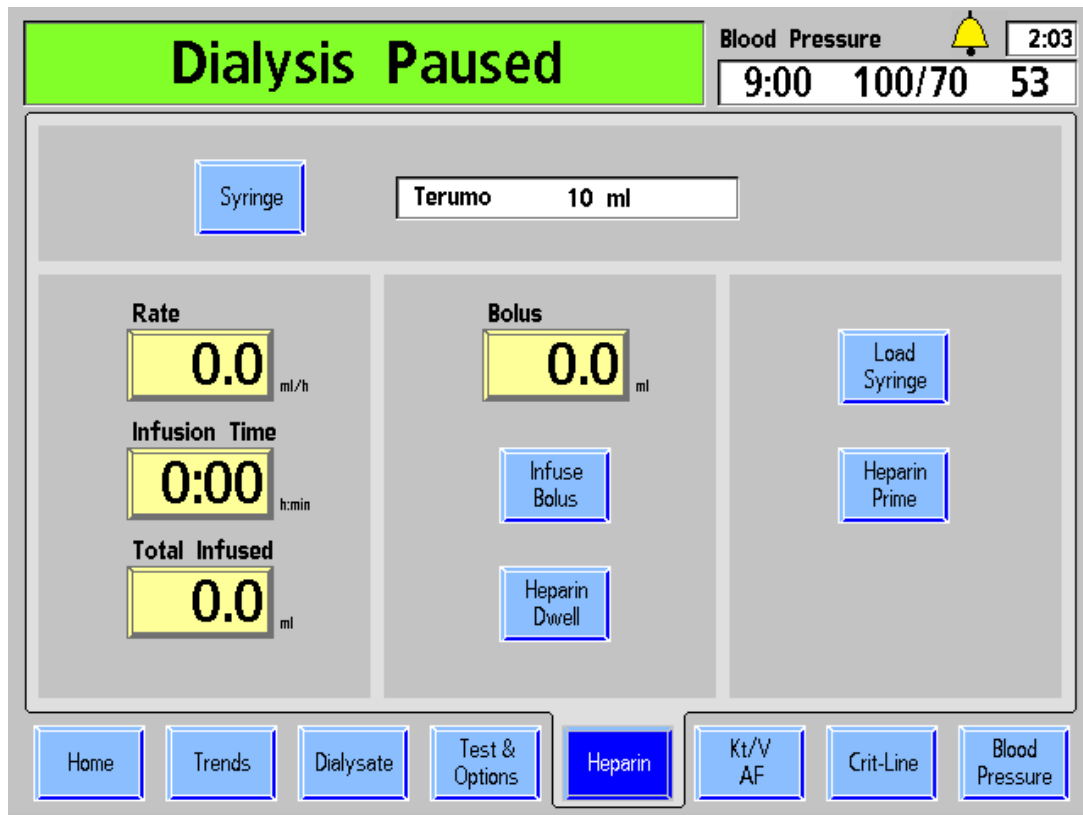 Dialysis Paused
Blood Pressure 2:03
9:00 100/70 53
Syringe
Terumo 10 ml
Rate
0.0 ml/h
Infusion Time
0:00 h:min
Total Infused
0.0 ml
Bolus
0.0 ml
Infuse
Bolus
Heparin
Dwell
Load
Syringe
Heparin
Prime
Home
Trends
Dialysate
Test &
Options
Heparin
Kt/V
AF
Crit-Line
Blood
Pressure